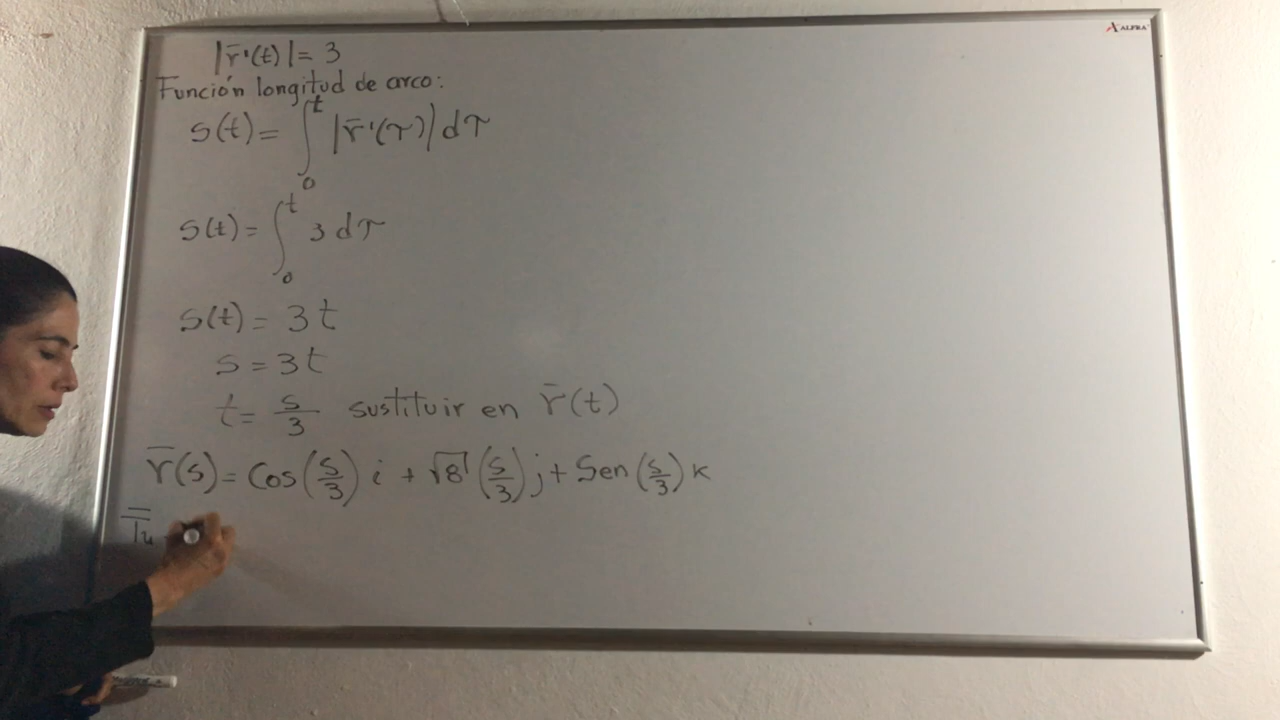 |r̄'(t)| = 3
ALFRA
Función longitud de arco:
s(t) = ∫₀ᵗ |r̄'(τ)| dτ
s(t) = ∫₀ᵗ 3 dτ
s(t) = 3t
s = 3t
t = s/3 sustituir en r̄(t)
r̄(s) = Cos(s/3) i + √8 (s/3) j + Sen(s/3) k